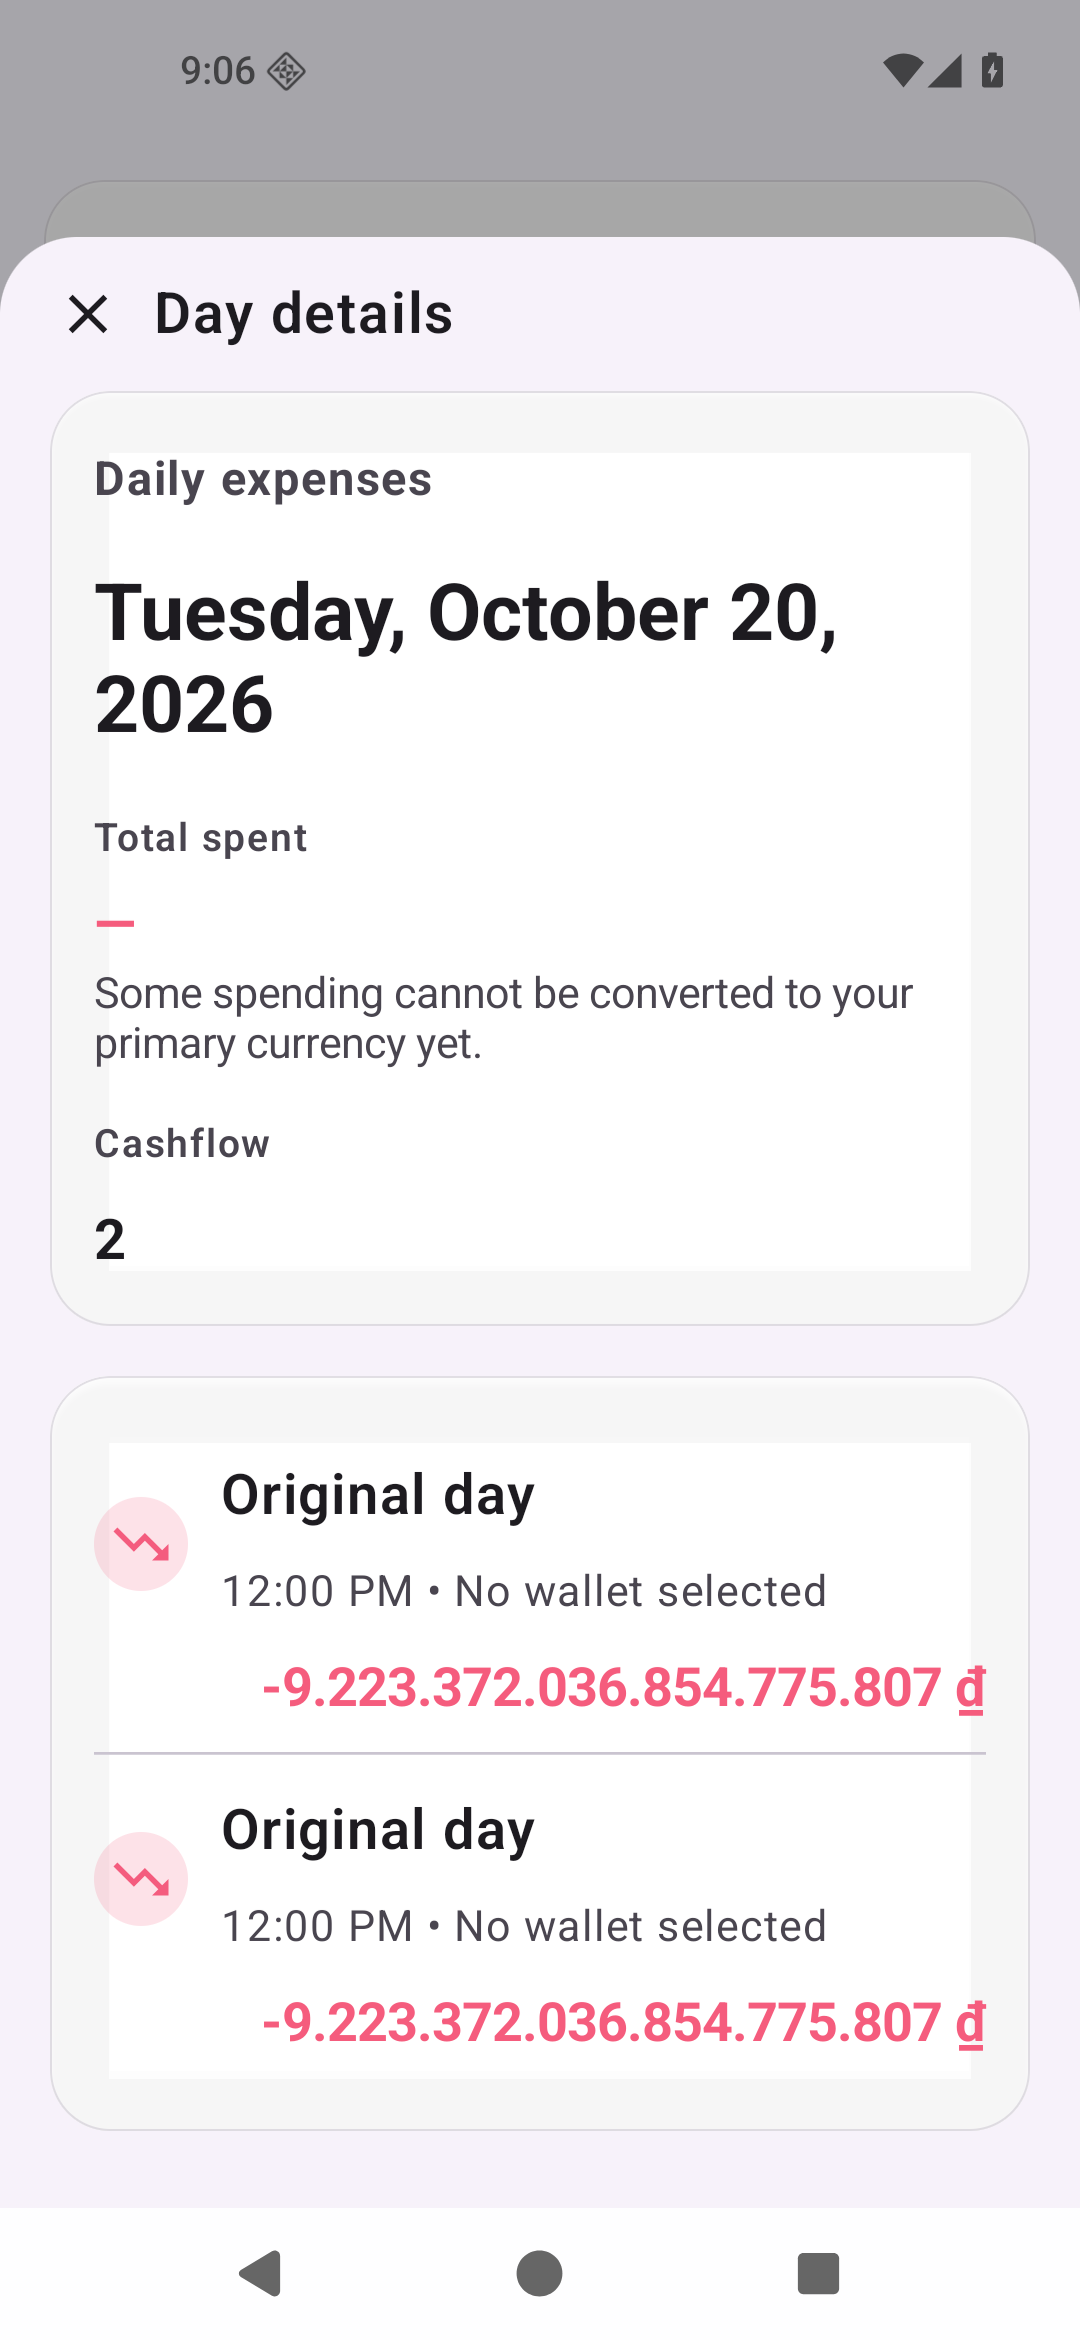 9:06
Day details
Daily expenses
Tuesday, October 20,
2026
Total spent
—
Some spending cannot be converted to your
primary currency yet.
Cashflow
2
Original day
12:00 PM • No wallet selected
-9.223.372.036.854.775.807 ₫
Original day
12:00 PM • No wallet selected
-9.223.372.036.854.775.807 ₫